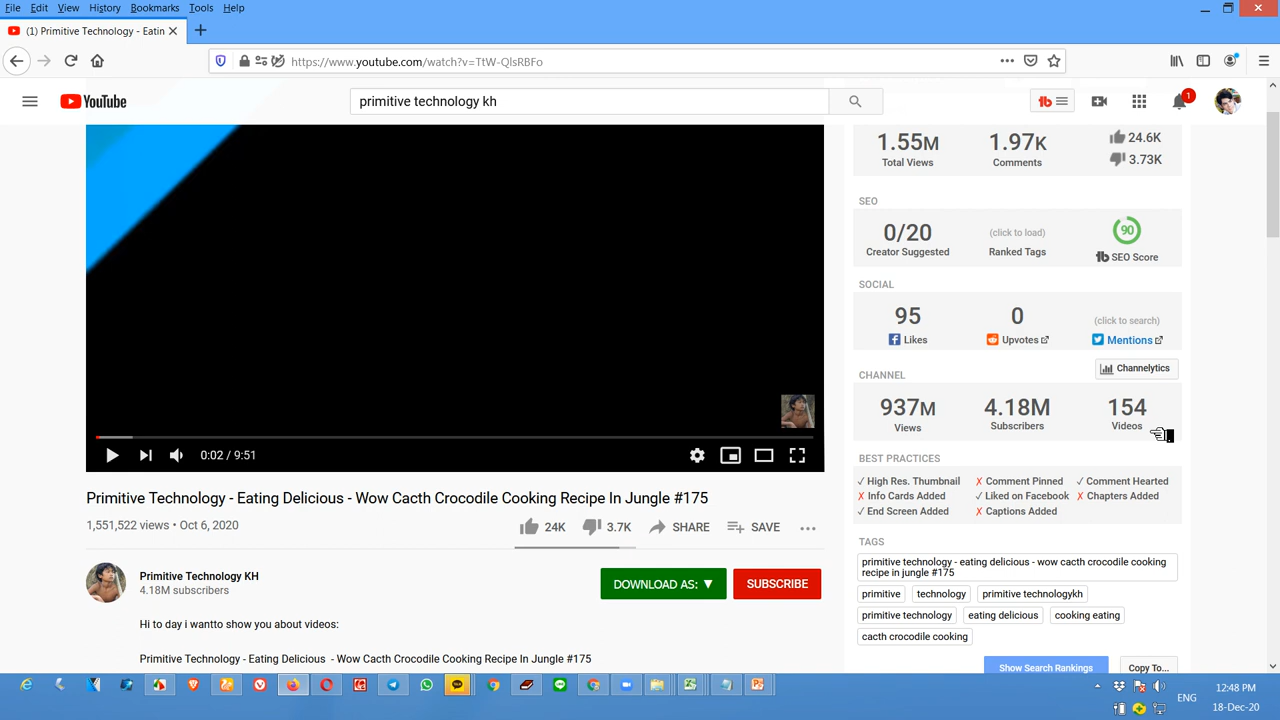 File Edit View History Bookmarks Tools Help
(1) Primitive Technology - Eatin
https://www.youtube.com/watch?v=TtW-QlsRBFo
YouTube
primitive technology kh
1
1.55M 1.97K 24.6K
Total Views Comments 3.73K
SEO
0/20 (click to load) 90
Creator Suggested Ranked Tags tb SEO Score
SOCIAL
95 0 (click to search)
Likes Upvotes Mentions
CHANNEL Channelytics
937M 4.18M 154
Views Subscribers Videos
BEST PRACTICES
✓ High Res. Thumbnail ✗ Comment Pinned ✓ Comment Hearted
✗ Info Cards Added ✓ Liked on Facebook ✗ Chapters Added
✓ End Screen Added ✗ Captions Added
TAGS
primitive technology - eating delicious - wow cacth crocodile cooking
recipe in jungle #175
primitive technology primitive technologykh
primitive technology eating delicious cooking eating
cacth crocodile cooking
Show Search Rankings Copy To...
0:02 / 9:51
Primitive Technology - Eating Delicious - Wow Cacth Crocodile Cooking Recipe In Jungle #175
1,551,522 views • Oct 6, 2020 24K 3.7K SHARE SAVE
Primitive Technology KH
4.18M subscribers
DOWNLOAD AS: ▼ SUBSCRIBE
Hi to day i wantto show you about videos:
Primitive Technology - Eating Delicious - Wow Cacth Crocodile Cooking Recipe In Jungle #175
ENG
12:48 PM
18-Dec-20